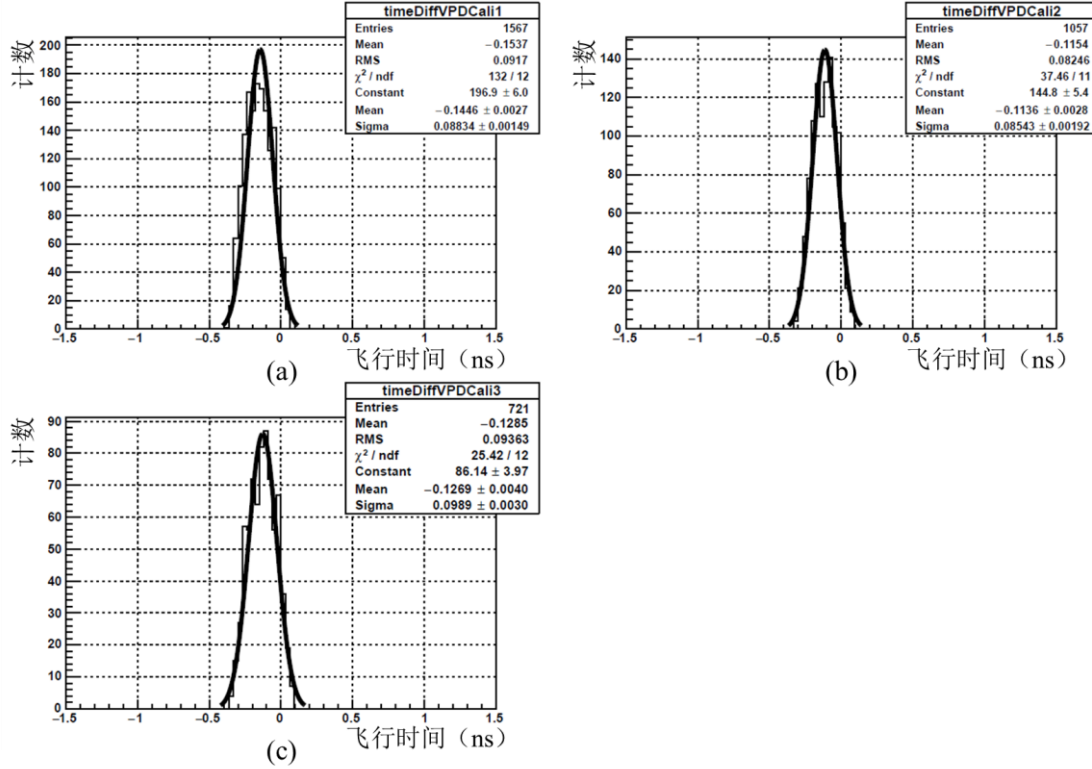 timeDiffVPDCali1
Entries 1567
Mean −0.1537
RMS 0.0917
χ² / ndf 132 / 12
Constant 196.9 ± 6.0
Mean −0.1446 ± 0.0027
Sigma 0.08834 ± 0.00149
计数
200
180
160
140
120
100
80
60
40
20
0
−1.5 −1 −0.5 0 0.5 1 1.5
飞行时间（ns）
(a)
timeDiffVPDCali2
Entries 1057
Mean −0.1154
RMS 0.08246
χ² / ndf 37.46 / 11
Constant 144.8 ± 5.4
Mean −0.1136 ± 0.0028
Sigma 0.08543 ± 0.00192
计数
140
120
100
80
60
40
20
0
−1.5 −1 −0.5 0 0.5 1 1.5
飞行时间（ns）
(b)
timeDiffVPDCali3
Entries 721
Mean −0.1285
RMS 0.09363
χ² / ndf 25.42 / 12
Constant 86.14 ± 3.97
Mean −0.1269 ± 0.0040
Sigma 0.0989 ± 0.0030
计数
90
80
70
60
50
40
30
20
10
0
−1.5 −1 −0.5 0 0.5 1 1.5
飞行时间（ns）
(c)